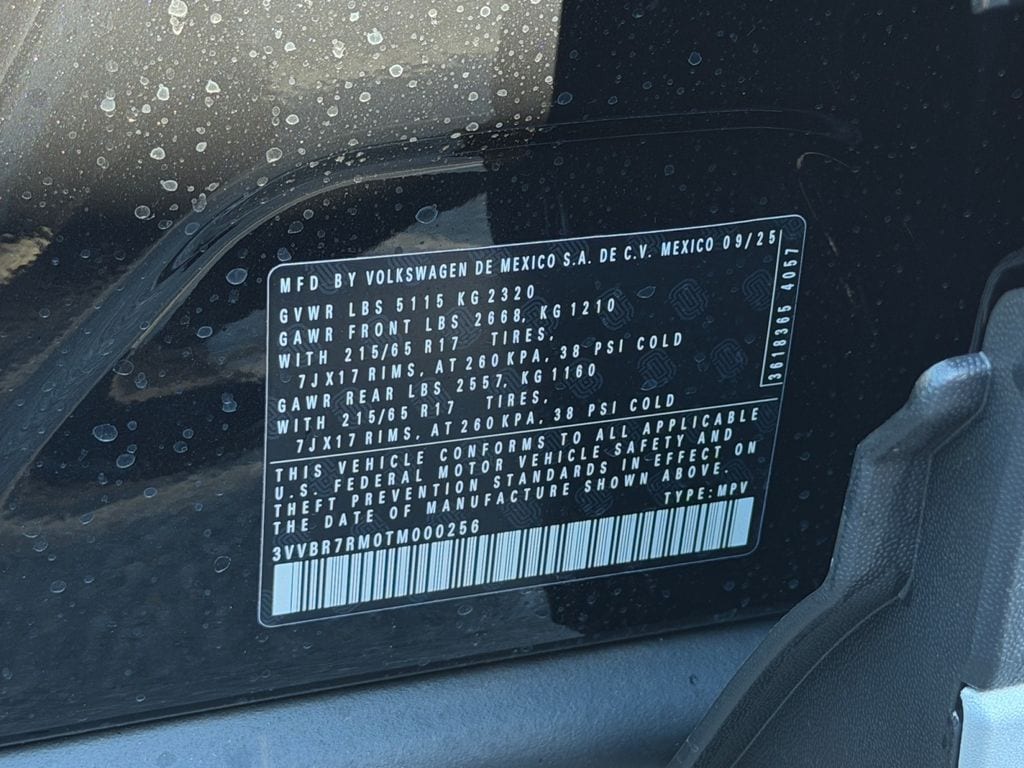 MFD BY VOLKSWAGEN DE MEXICO S.A. DE C.V. MEXICO 09/25
GVWR LBS 5115 KG 2320
GAWR FRONT LBS 2668, KG 1210
WITH 215/65 R17 TIRES,
7JX17 RIMS, AT 260 KPA, 38 PSI COLD
GAWR REAR LBS 2557, KG 1160
WITH 215/65 R17 TIRES,
7JX17 RIMS, AT 260 KPA, 38 PSI COLD
3618365 4057
THIS VEHICLE CONFORMS TO ALL APPLICABLE
U.S. FEDERAL MOTOR VEHICLE SAFETY AND
THEFT PREVENTION STANDARDS IN EFFECT ON
THE DATE OF MANUFACTURE SHOWN ABOVE.
3VVBR7RM0TM000256 TYPE: MPV